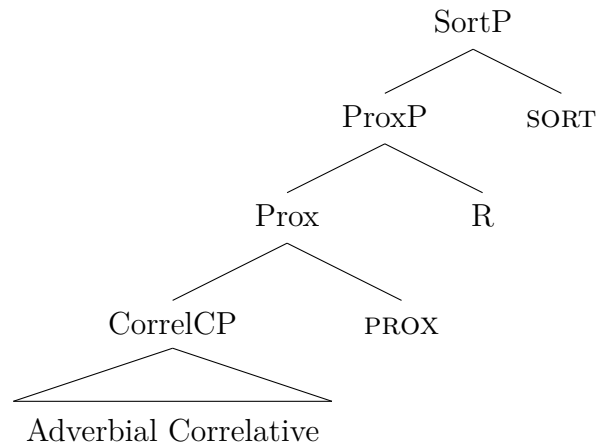 SortP
ProxP SORT
Prox R
CorrelCP PROX
Adverbial Correlative